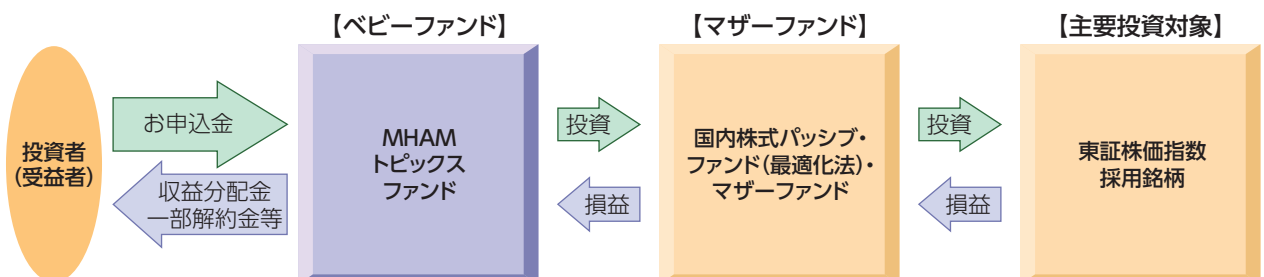 【ベビーファンド】
【マザーファンド】
【主要投資対象】
投資者
(受益者)
お申込金
収益分配金
一部解約金等
MHAM
トピックス
ファンド
投資
損益
国内株式パッシブ・
ファンド(最適化法)・
マザーファンド
投資
損益
東証株価指数
採用銘柄